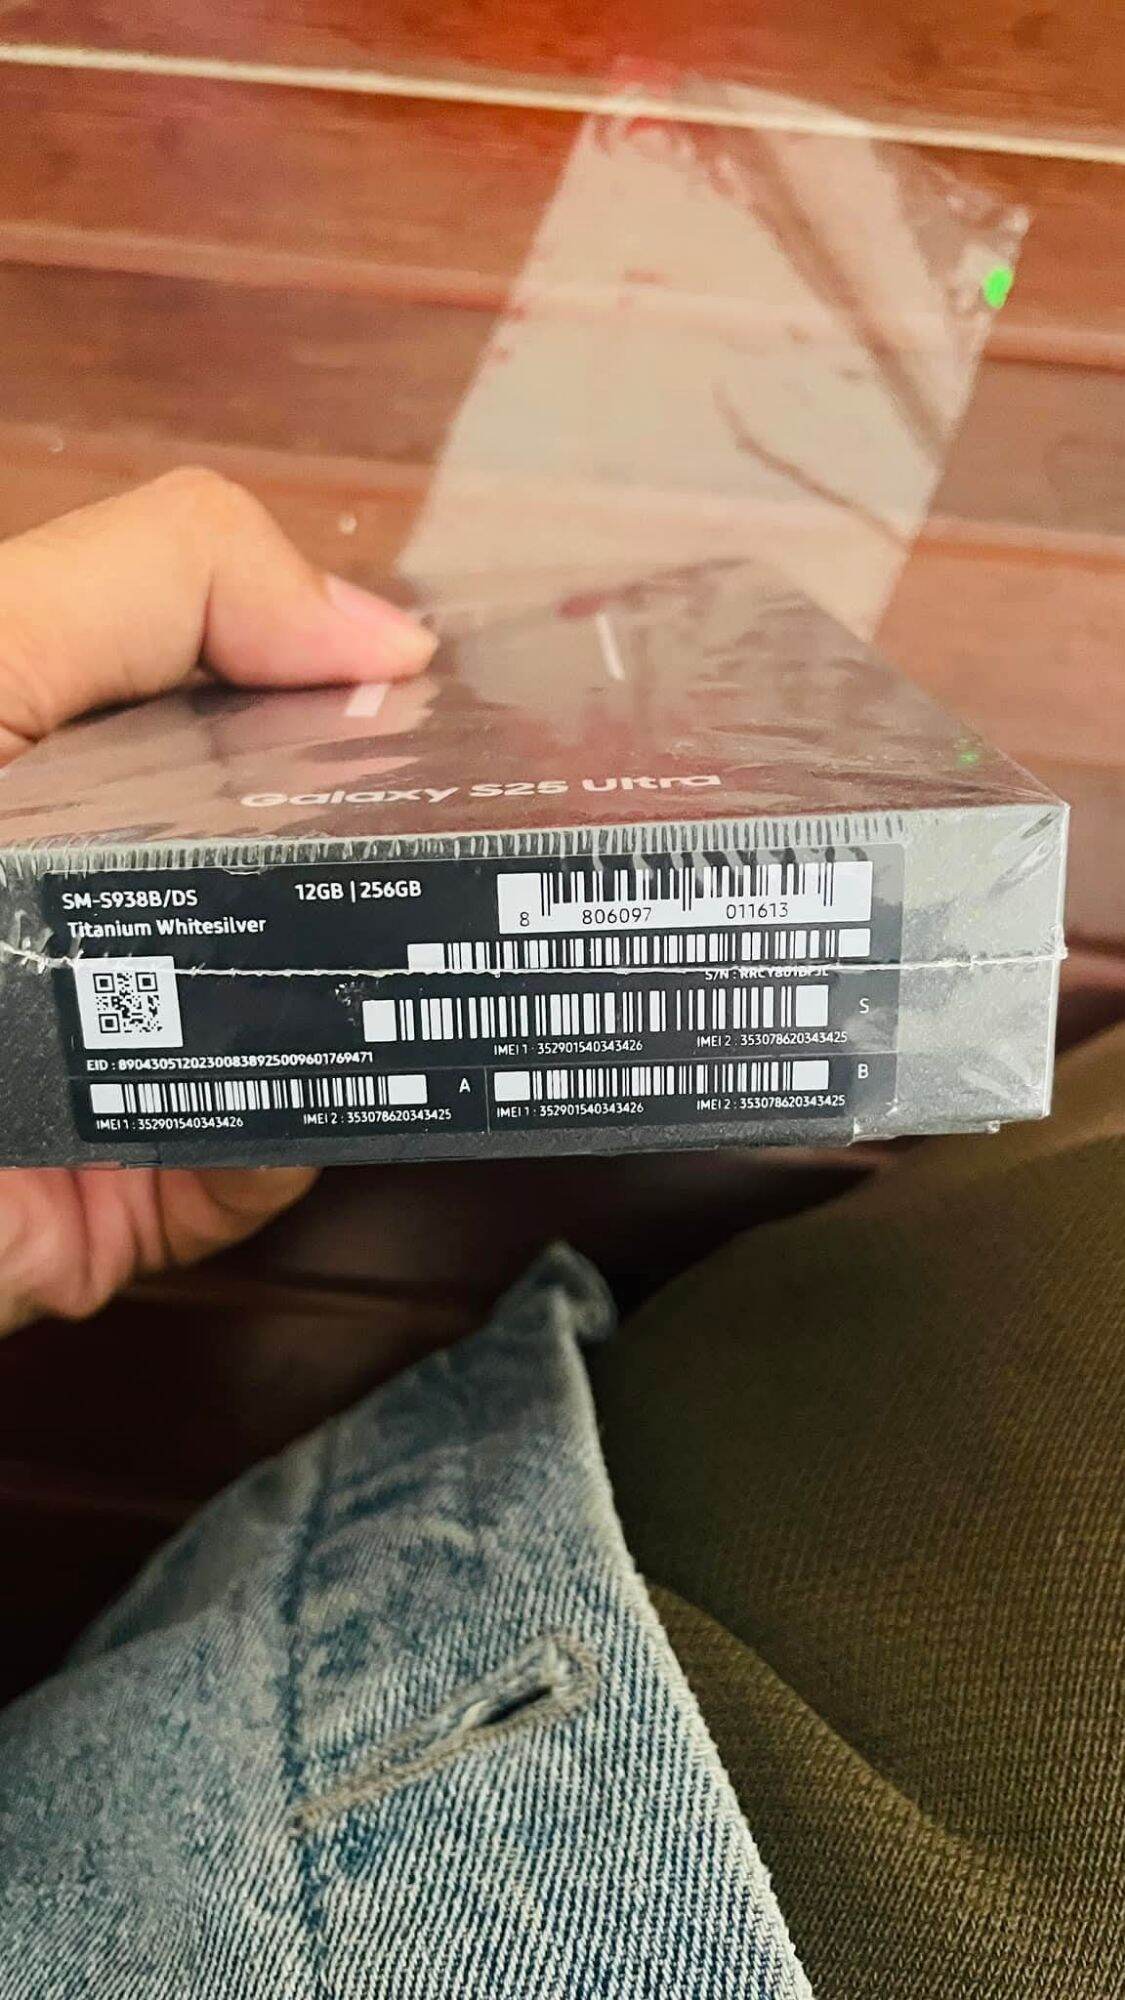 Galaxy S25 Ultra
SM-S938B/DS 12GB | 256GB
Titanium Whitesilver
8 806097 011613
S/N :
S
IMEI 1 : 352901540343426 IMEI 2 : 353078620343425
EID : 89043051202300838925009601769471
A
IMEI 1 : 352901540343426 IMEI 2 : 353078620343425
B
IMEI 1 : 352901540343426 IMEI 2 : 353078620343425